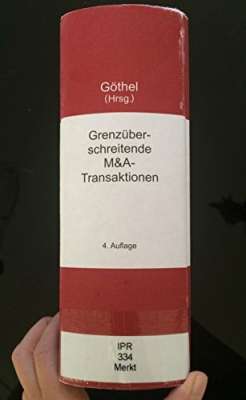 Göthel
(Hrsg.)
Grenzüber-
schreitende
M&A-
Transaktionen
4. Auflage
IPR
334
Merkt